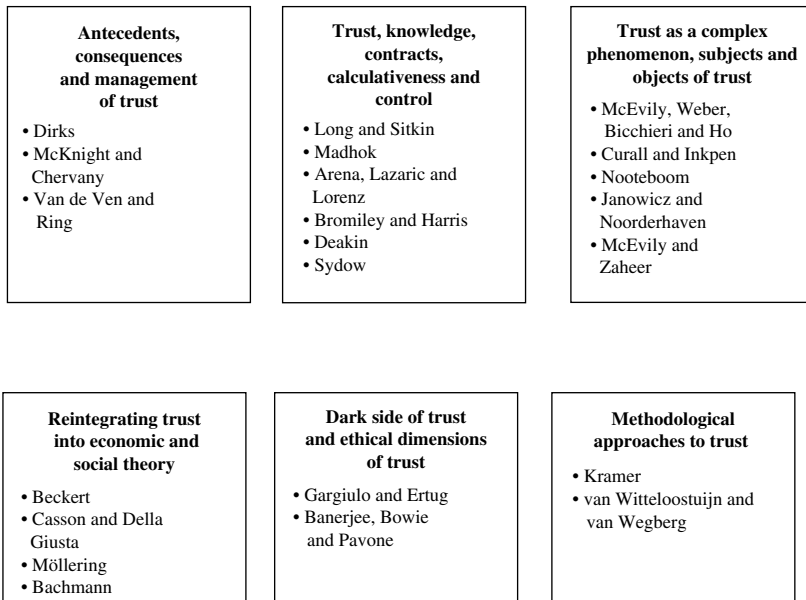 Antecedents,
consequences
and management
of trust
• Dirks
• McKnight and
Chervany
• Van de Ven and
Ring
Trust, knowledge,
contracts,
calculativeness and
control
• Long and Sitkin
• Madhok
• Arena, Lazaric and
Lorenz
• Bromiley and Harris
• Deakin
• Sydow
Trust as a complex
phenomenon, subjects and
objects of trust
• McEvily, Weber,
Bicchieri and Ho
• Curall and Inkpen
• Nooteboom
• Janowicz and
Noorderhaven
• McEvily and
Zaheer
Reintegrating trust
into economic and
social theory
• Beckert
• Casson and Della
Giusta
• Möllering
• Bachmann
Dark side of trust
and ethical dimensions
of trust
• Gargiulo and Ertug
• Banerjee, Bowie
and Pavone
Methodological
approaches to trust
• Kramer
• van Witteloostuijn and
van Wegberg